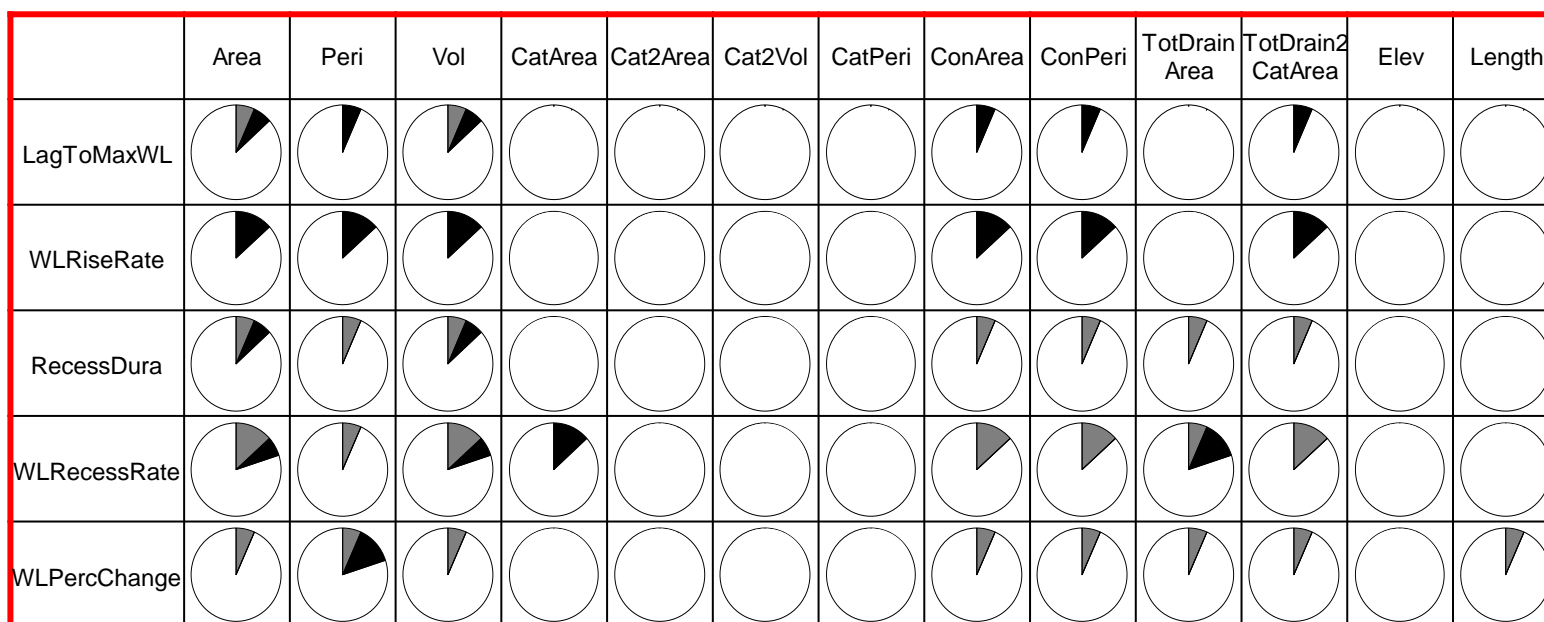 Area Peri Vol CatArea Cat2Area Cat2Vol CatPeri ConArea ConPeri TotDrain Area TotDrain2 CatArea Elev Length
LagToMaxWL
WLRiseRate
RecessDura
WLRecessRate
WLPercChange